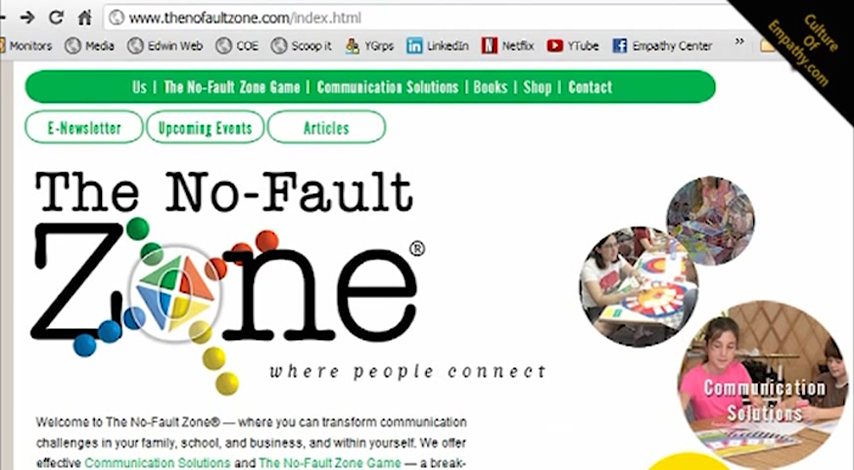 www.thenofaultzone.com/index.html
Monitors Media Edwin Web COE Scoop it YGrps LinkedIn Netflix YTube Empathy Center »
Culture
Of
Empathy.com
Us | The No-Fault Zone Game | Communication Solutions | Books | Shop | Contact
E-Newsletter Upcoming Events Articles
The No-Fault
Zone®
where people connect
Communication
Solutions
Welcome to The No-Fault Zone® — where you can transform communication
challenges in your family, school, and business, and within yourself. We offer
effective Communication Solutions and The No-Fault Zone Game — a break-